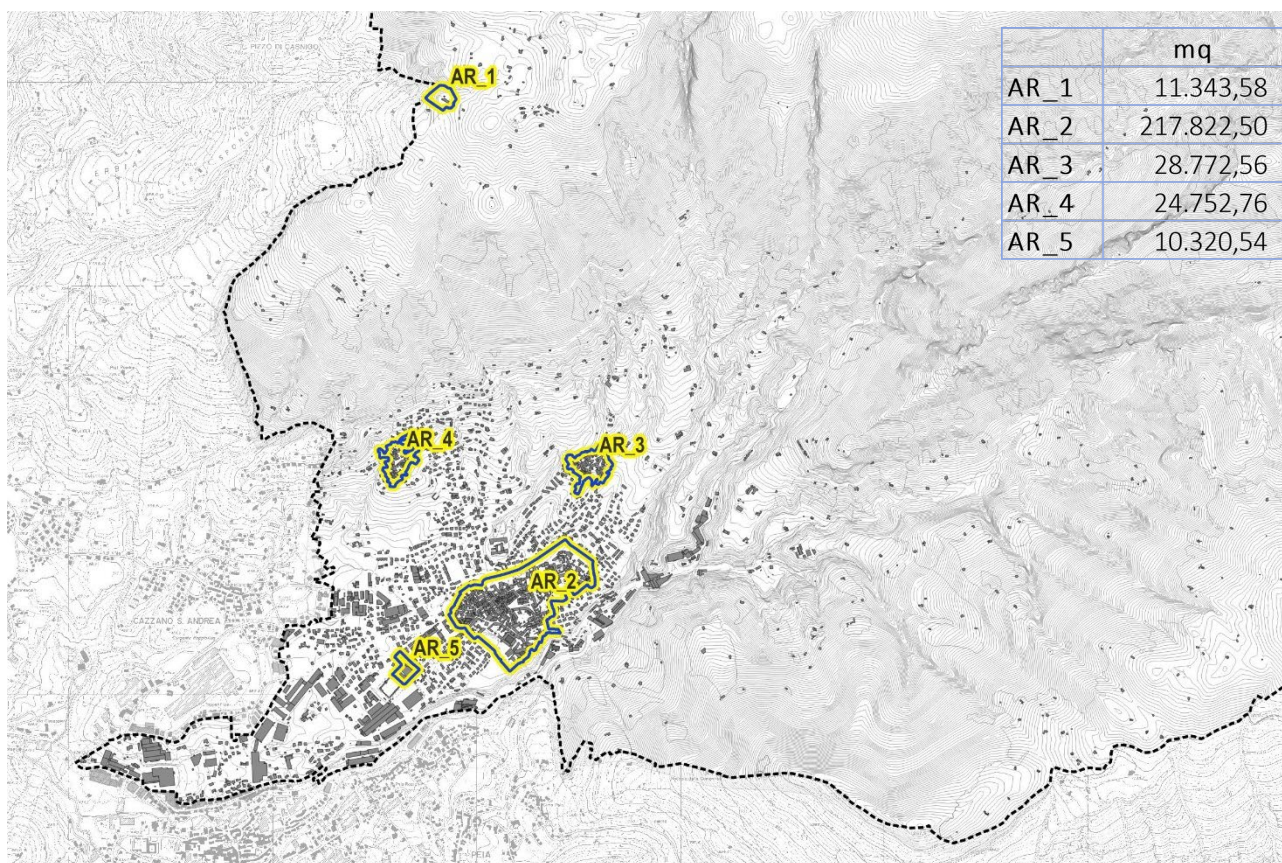 PIZZO DI CASNIGO
AR_1
mq
AR_1 11.343,58
AR_2 217.822,50
AR_3 28.772,56
AR_4 24.752,76
AR_5 10.320,54
AR_4
AR_3
AR_2
CAZZANO S. ANDREA
AR_5
PEIA